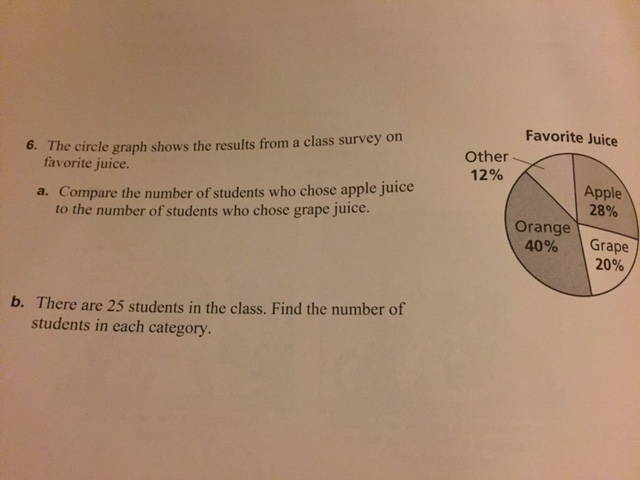 6. The circle graph shows the results from a class survey on
favorite juice.
a. Compare the number of students who chose apple juice
to the number of students who chose grape juice.
b. There are 25 students in the class. Find the number of
students in each category.
Favorite Juice
Other
12%
Apple
28%
Orange
40%
Grape
20%